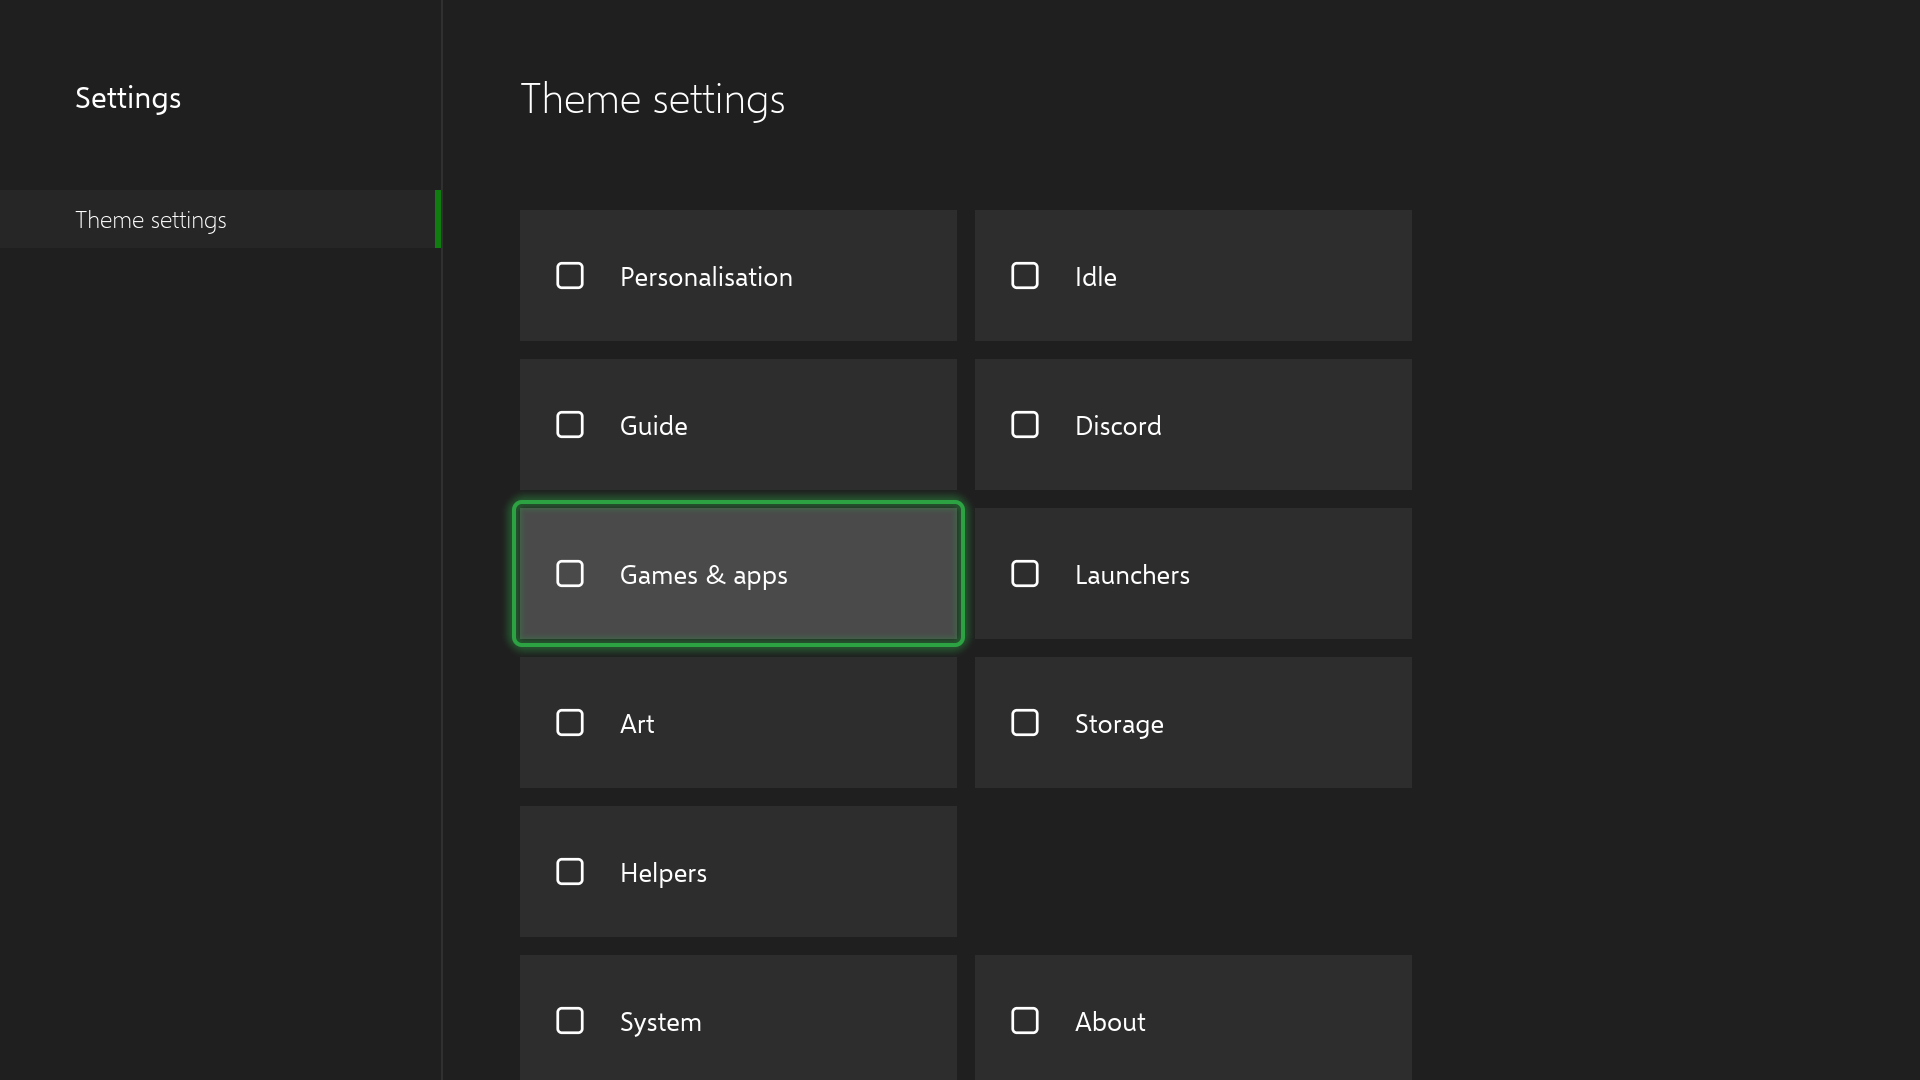 Settings
Theme settings
Theme settings
Personalisation
Idle
Guide
Discord
Games & apps
Launchers
Art
Storage
Helpers
System
About